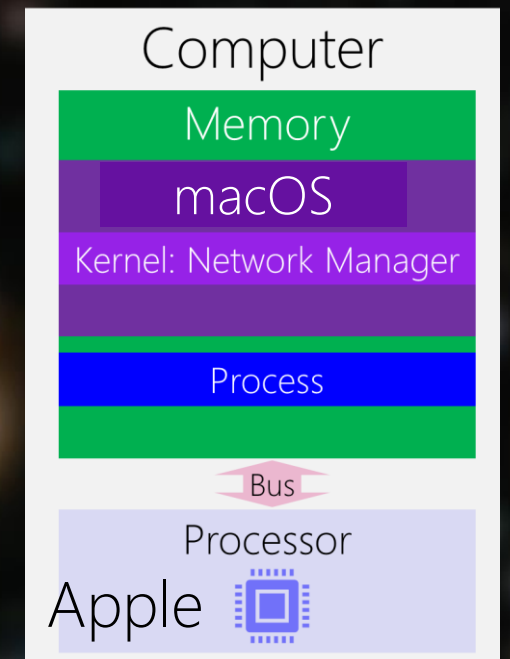 Computer
Memory
macOS
Kernel: Network Manager
Process
Bus
Processor
Apple